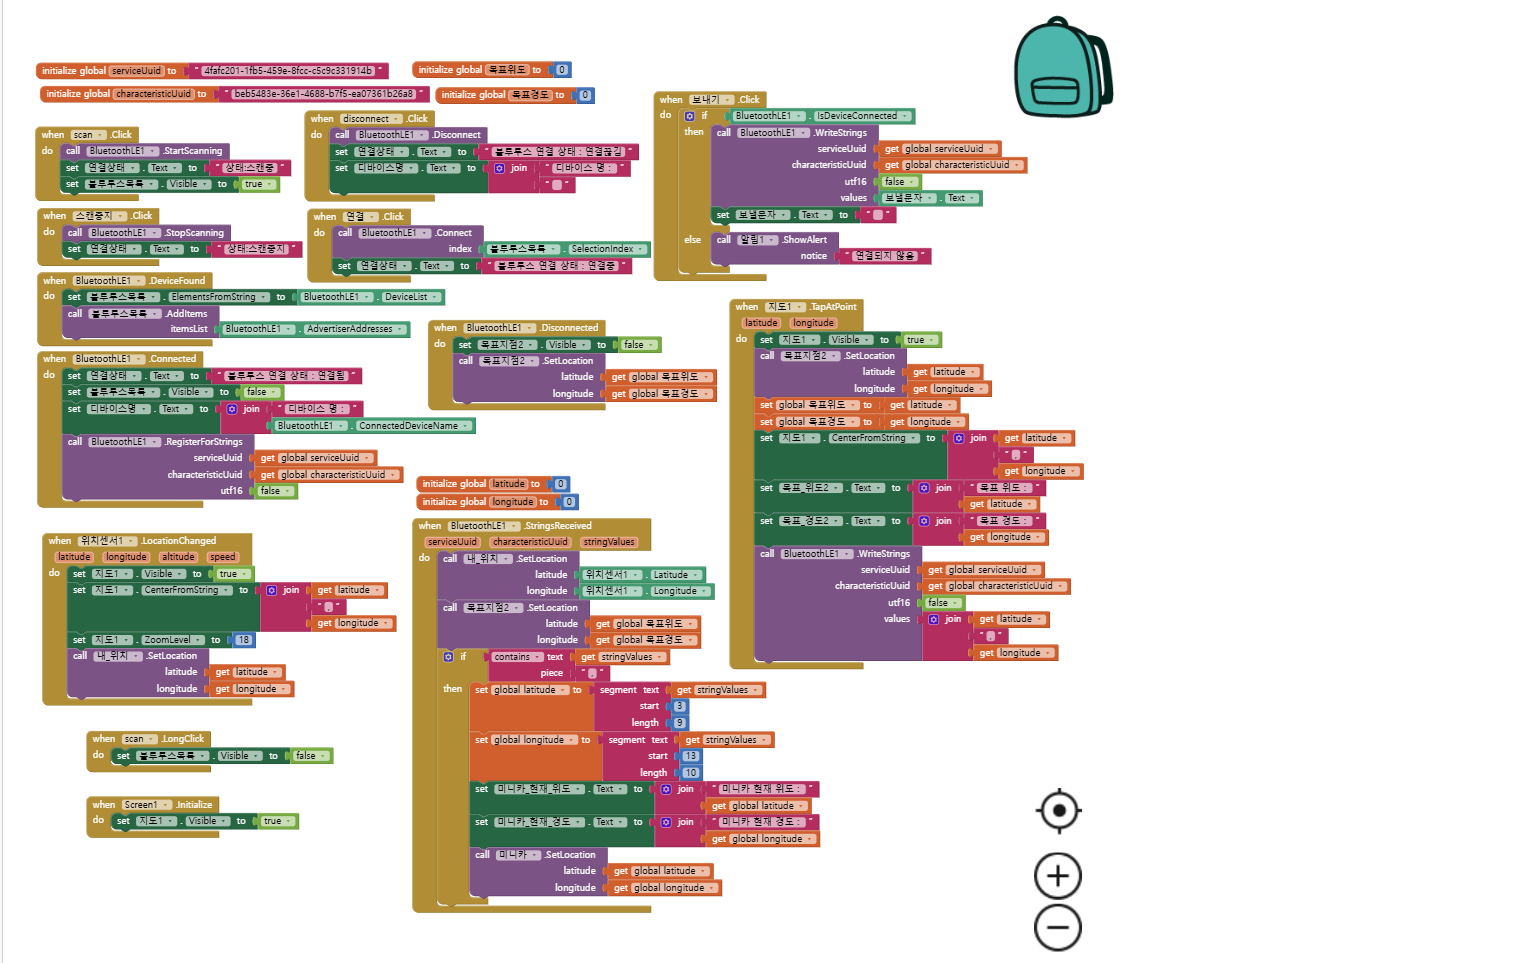 initialize global serviceUuid to " 4fafc201-1fb5-459e-8fcc-c5c9c331914b "
initialize global characteristicUuid to " beb5483e-36e1-4688-b7f5-ea07361b26a8 "
initialize global 목표위도 to 0
initialize global 목표경도 to 0
when scan .Click
do call BluetoothLE1 .StartScanning
set 연결상태 . Text to " 상태:스캔중 "
set 블루투스목록 . Visible to true
when 스캔중지 .Click
do call BluetoothLE1 .StopScanning
set 연결상태 . Text to " 상태:스캔중지 "
when BluetoothLE1 .DeviceFound
do set 블루투스목록 . ElementsFromString to BluetoothLE1 . DeviceList
call 블루투스목록 .AddItems
itemsList BluetoothLE1 . AdvertiserAddresses
when BluetoothLE1 .Connected
do set 연결상태 . Text to " 블루투스 연결 상태 : 연결됨 "
set 블루투스목록 . Visible to false
set 디바이스명 . Text to join " 디바이스 명 : "
BluetoothLE1 . ConnectedDeviceName
call BluetoothLE1 .RegisterForStrings
serviceUuid get global serviceUuid
characteristicUuid get global characteristicUuid
utf16 false
when 위치센서1 .LocationChanged
latitude longitude altitude speed
do set 지도1 . Visible to true
set 지도1 . CenterFromString to join get latitude
" , "
get longitude
set 지도1 . ZoomLevel to 18
call 내_위치 .SetLocation
latitude get latitude
longitude get longitude
when scan .LongClick
do set 블루투스목록 . Visible to false
when Screen1 .Initialize
do set 지도1 . Visible to true
when disconnect .Click
do call BluetoothLE1 .Disconnect
set 연결상태 . Text to " 블루투스 연결 상태 : 연결끊김 "
set 디바이스명 . Text to join " 디바이스 명 : "
" "
when 연결 .Click
do call BluetoothLE1 .Connect
index 블루투스목록 . SelectionIndex
set 연결상태 . Text to " 블루투스 연결 상태 : 연결중 "
when BluetoothLE1 .Disconnected
do set 목표지점2 . Visible to false
call 목표지점2 .SetLocation
latitude get global 목표위도
longitude get global 목표경도
initialize global latitude to 0
initialize global longitude to 0
when BluetoothLE1 .StringsReceived
serviceUuid characteristicUuid stringValues
do call 내_위치 .SetLocation
latitude 위치센서1 . Latitude
longitude 위치센서1 . Longitude
call 목표지점2 .SetLocation
latitude get global 목표위도
longitude get global 목표경도
if contains text get stringValues
piece " , "
then set global latitude to segment text get stringValues
start 3
length 9
set global longitude to segment text get stringValues
start 13
length 10
set 미니카_현재_위도 . Text to join " 미니카 현재 위도 : "
get global latitude
set 미니카_현재_경도 . Text to join " 미니카 현재 경도 : "
get global longitude
call 미니카 .SetLocation
latitude get global latitude
longitude get global longitude
when 보내기 .Click
do if BluetoothLE1 . IsDeviceConnected
then call BluetoothLE1 .WriteStrings
serviceUuid get global serviceUuid
characteristicUuid get global characteristicUuid
utf16 false
values 보낼문자 . Text
set 보낼문자 . Text to " "
else call 알림1 .ShowAlert
notice " 연결되지 않음 "
when 지도1 .TapAtPoint
latitude longitude
do set 지도1 . Visible to true
call 목표지점2 .SetLocation
latitude get latitude
longitude get longitude
set global 목표위도 to get latitude
set global 목표경도 to get longitude
set 지도1 . CenterFromString to join get latitude
" , "
get longitude
set 목표_위도2 . Text to join " 목표 위도 : "
get latitude
set 목표_경도2 . Text to join " 목표 경도 : "
get longitude
call BluetoothLE1 .WriteStrings
serviceUuid get global serviceUuid
characteristicUuid get global characteristicUuid
utf16 false
values join get latitude
" , "
get longitude